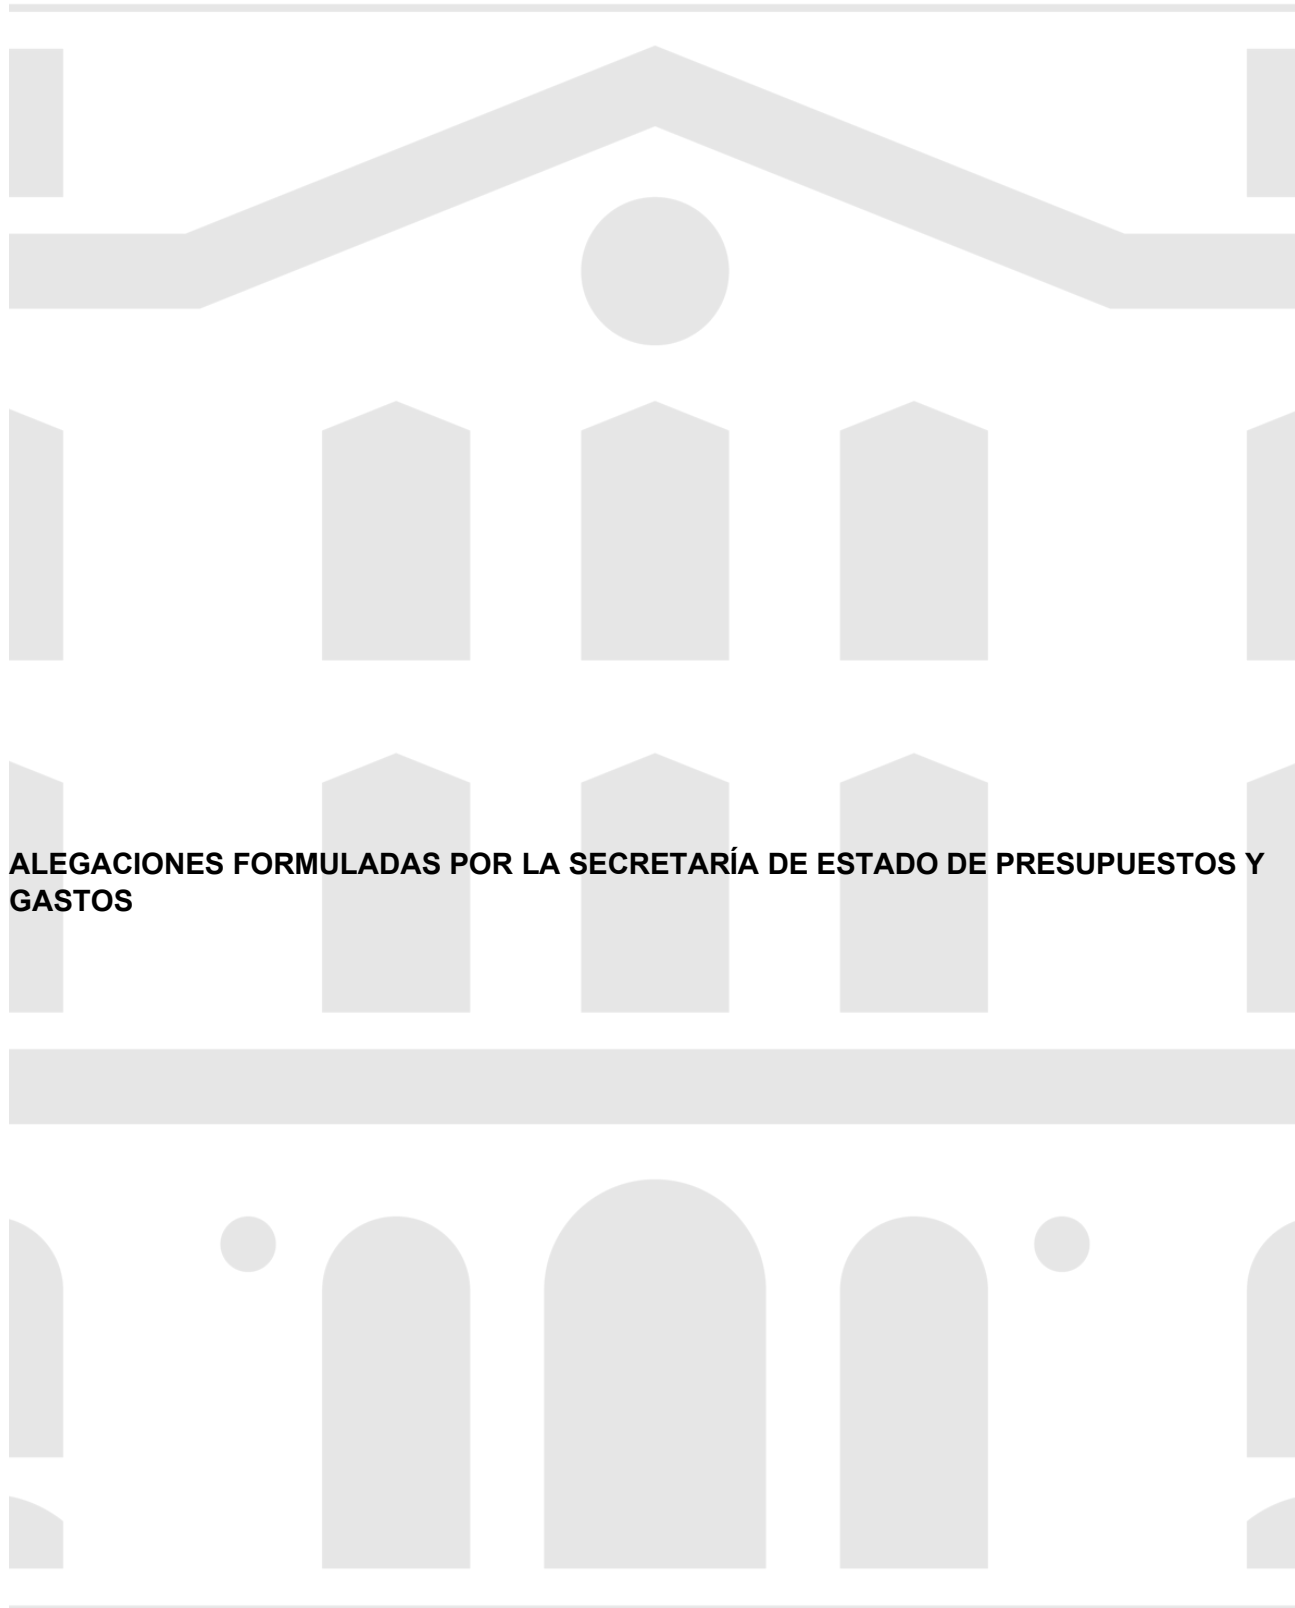 ALEGACIONES FORMULADAS POR LA SECRETARÍA DE ESTADO DE PRESUPUESTOS Y
GASTOS